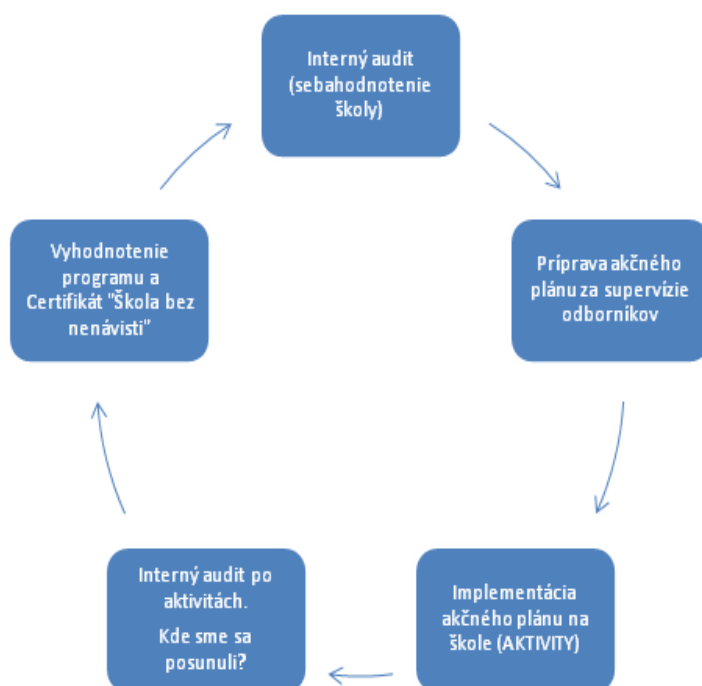 Interný audit
(sebahodnotenie
školy)
Príprava akčného
plánu za supervízie
odborníkov
Implementácia
akčného plánu na
škole (AKTIVITY)
Interný audit po
aktivitách.
Kde sme sa
posunuli?
Vyhodnotenie
programu a
Certifikát "Škola bez
nenávisti"